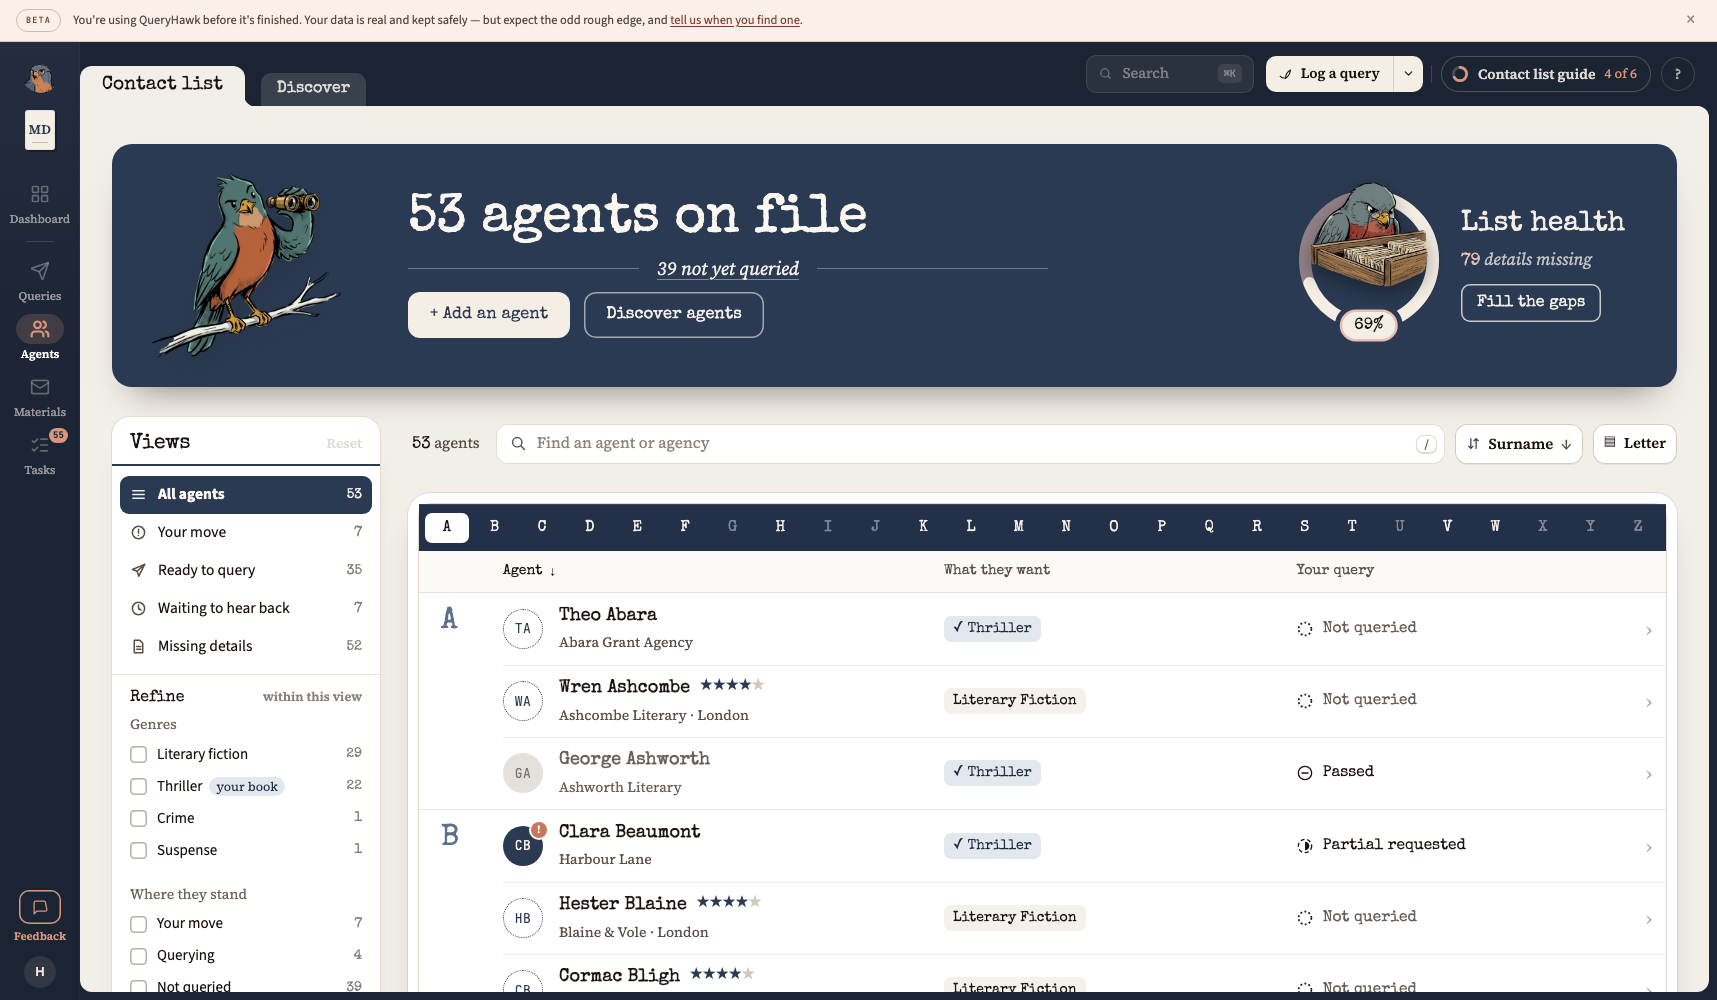 BETA You're using QueryHawk before it's finished. Your data is real and kept safely — but expect the odd rough edge, and tell us when you find one. ×
Contact list
Discover
Search ⌘K
Log a query
Contact list guide 4 of 6
?
MD
Dashboard
Queries
Agents
Materials
55
Tasks
Feedback
H
53 agents on file
39 not yet queried
+ Add an agent
Discover agents
69%
List health
79 details missing
Fill the gaps
Views Reset
All agents 53
Your move 7
Ready to query 35
Waiting to hear back 7
Missing details 52
Refine within this view
Genres
Literary fiction 29
Thriller your book 22
Crime 1
Suspense 1
Where they stand
Your move 7
Querying 4
Not queried 39
53 agents
Find an agent or agency /
Surname ↓
Letter
A B C D E F G H I J K L M N O P Q R S T U V W X Y Z
Agent ↓ What they want Your query
A
TA Theo Abara
Abara Grant Agency
✓ Thriller
Not queried
WA Wren Ashcombe ★★★★★
Ashcombe Literary · London
Literary Fiction
Not queried
GA George Ashworth
Ashworth Literary
✓ Thriller
Passed
B
CB ! Clara Beaumont
Harbour Lane
✓ Thriller
Partial requested
HB Hester Blaine ★★★★★
Blaine & Vole · London
Literary Fiction
Not queried
CB Cormac Bligh ★★★★★
Literary Fiction
Not queried